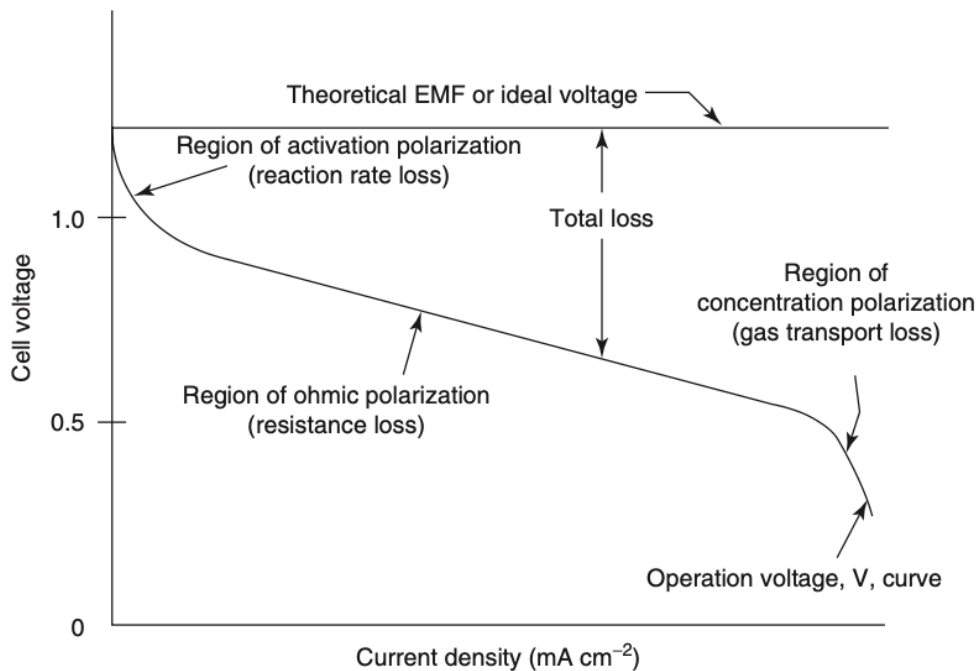 Theoretical EMF or ideal voltage
Region of activation polarization
(reaction rate loss)
1.0
Total loss
Region of
concentration polarization
(gas transport loss)
Cell voltage
Region of ohmic polarization
(resistance loss)
0.5
Operation voltage, V, curve
0
Current density (mA cm⁻²)